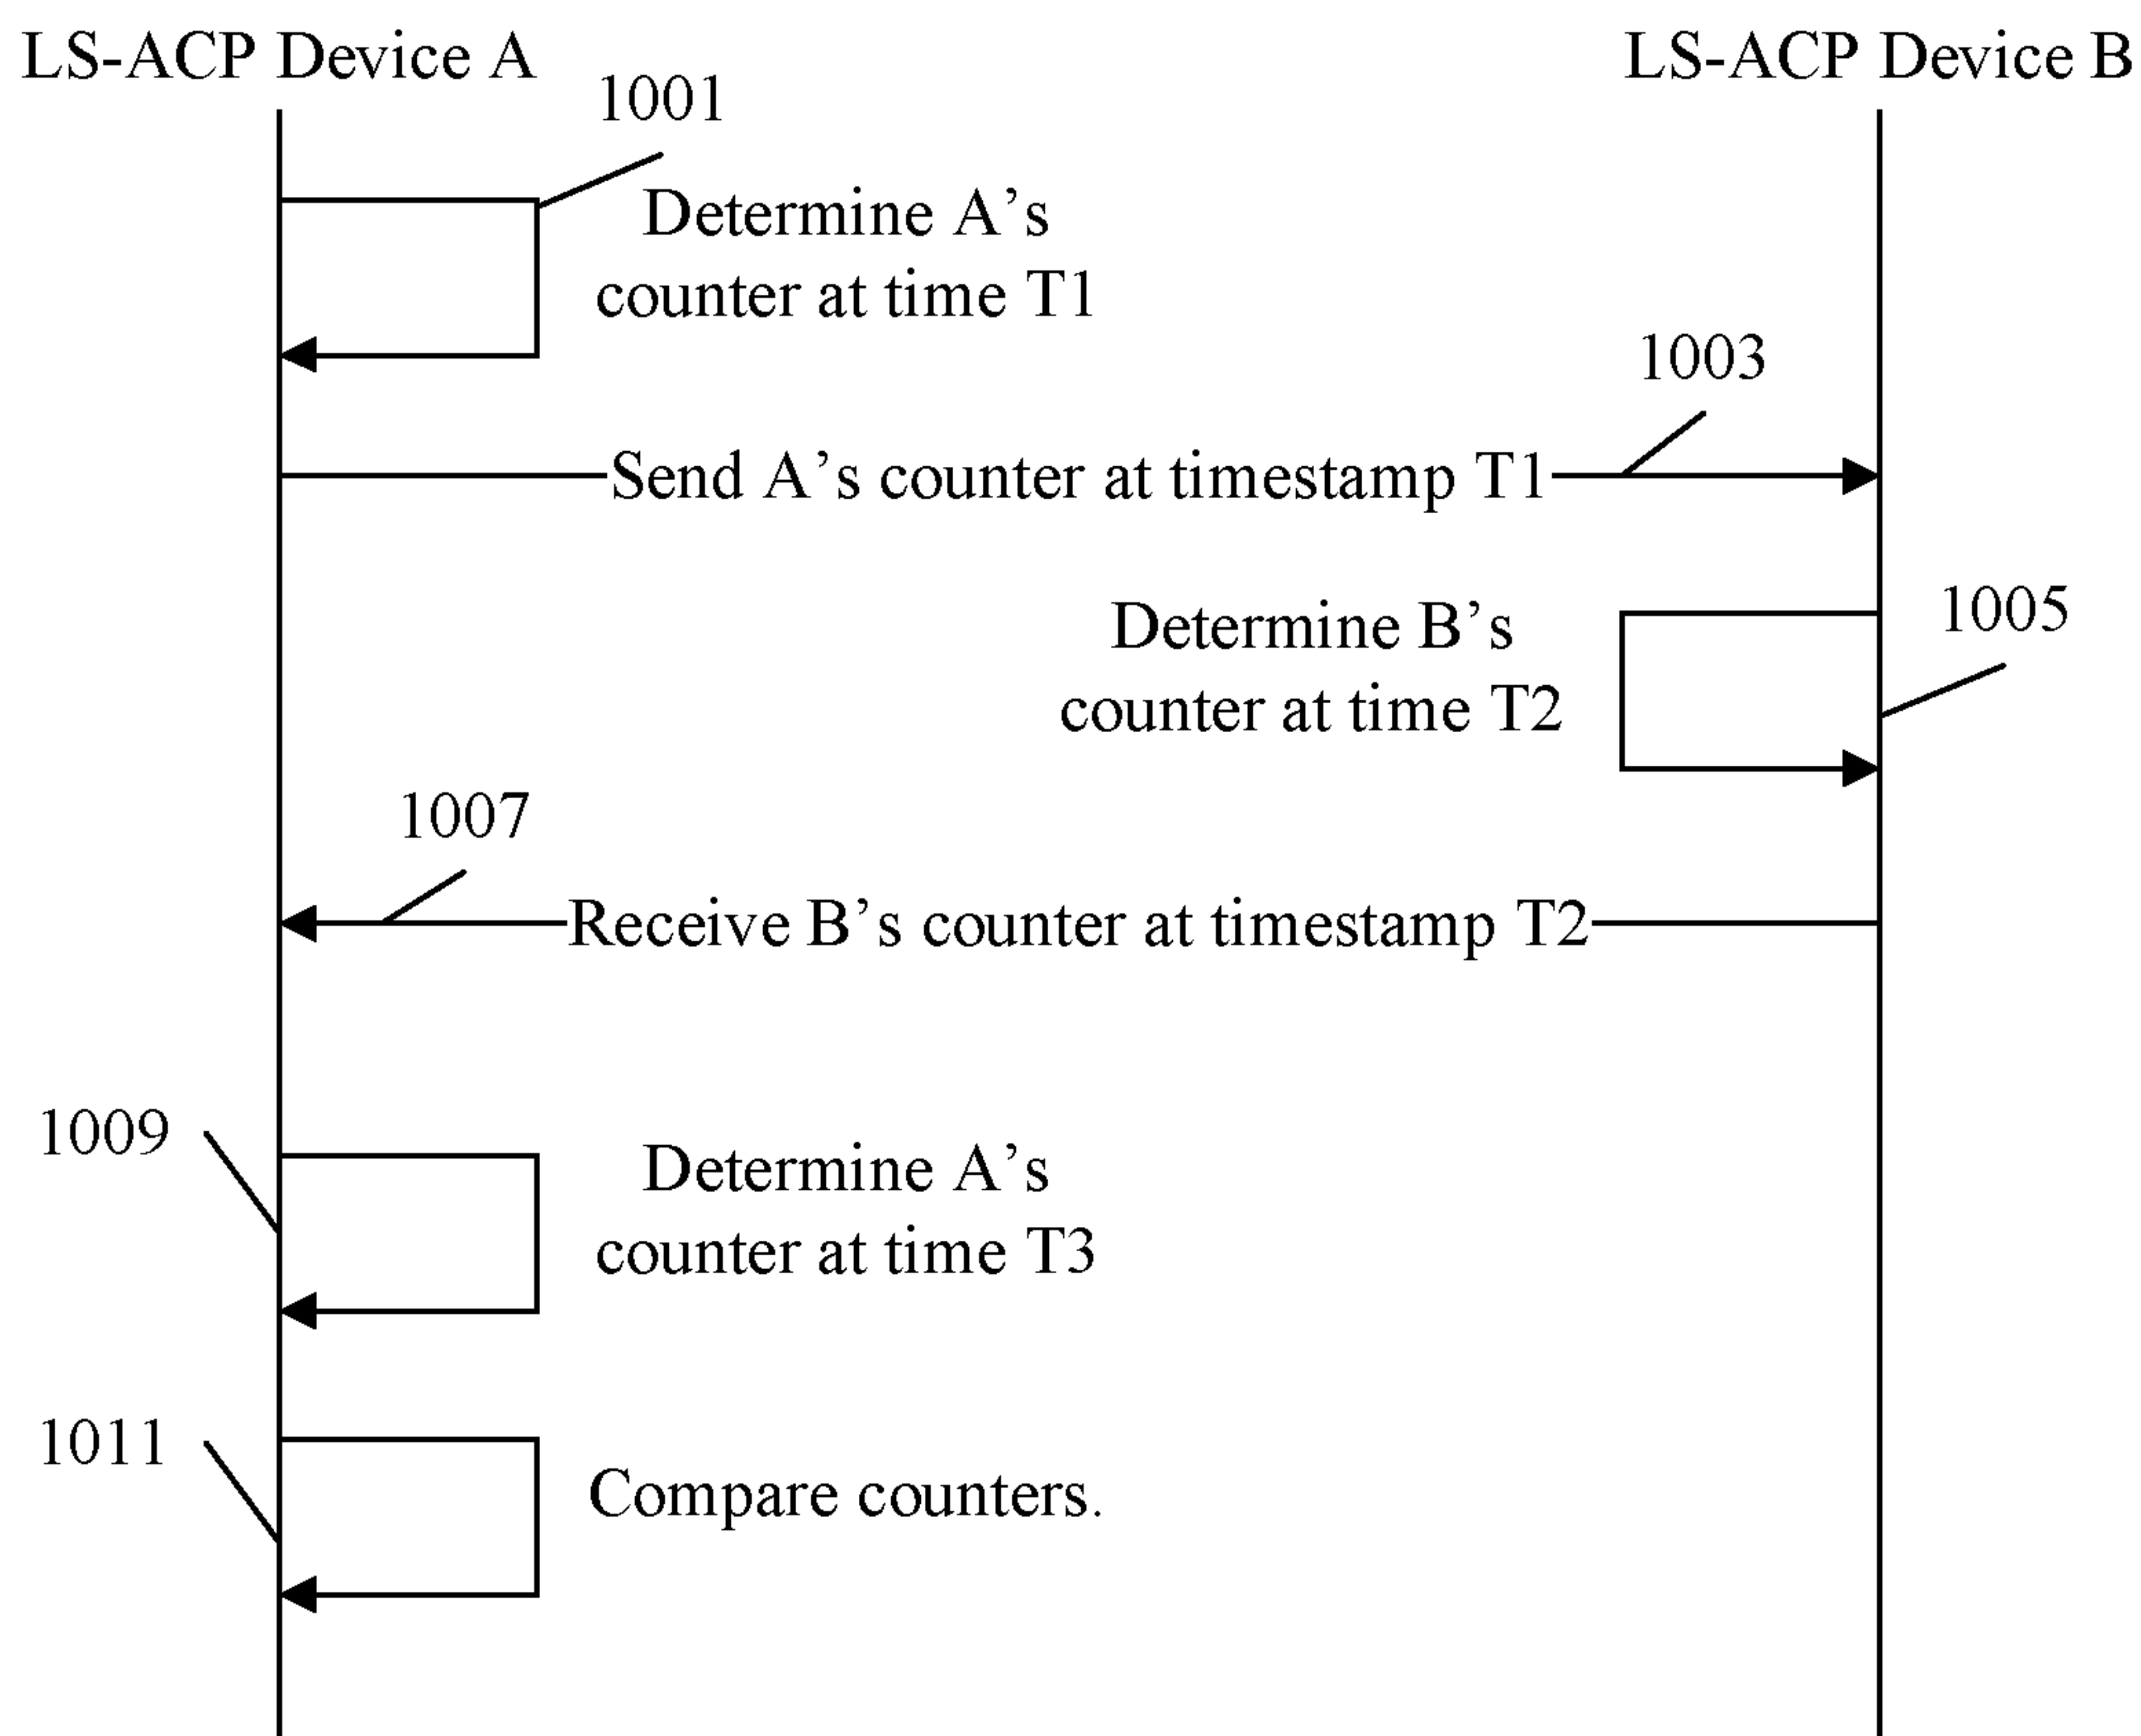 LS-ACP Device A
LS-ACP Device B
1001
Determine A’s
counter at time T1
1003
Send A’s counter at timestamp T1
1005
Determine B’s
counter at time T2
1007
Receive B’s counter at timestamp T2
1009
Determine A’s
counter at time T3
1011
Compare counters.